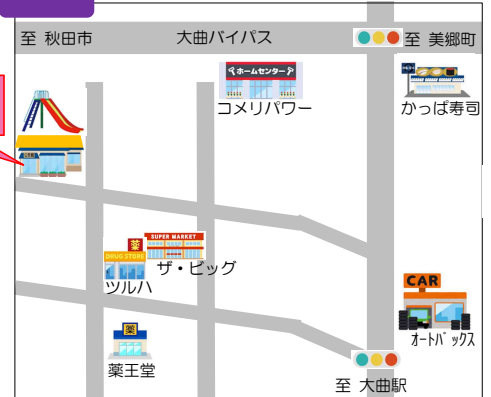 至 秋田市
大曲バイパス
至 美郷町
ホームセンター
コメリパワー
かっぱ寿司
薬
SUPER MARKET
DRUG STORE
ザ・ビッグ
ツルハ
CAR
オートバックス
薬
薬王堂
至 大曲駅